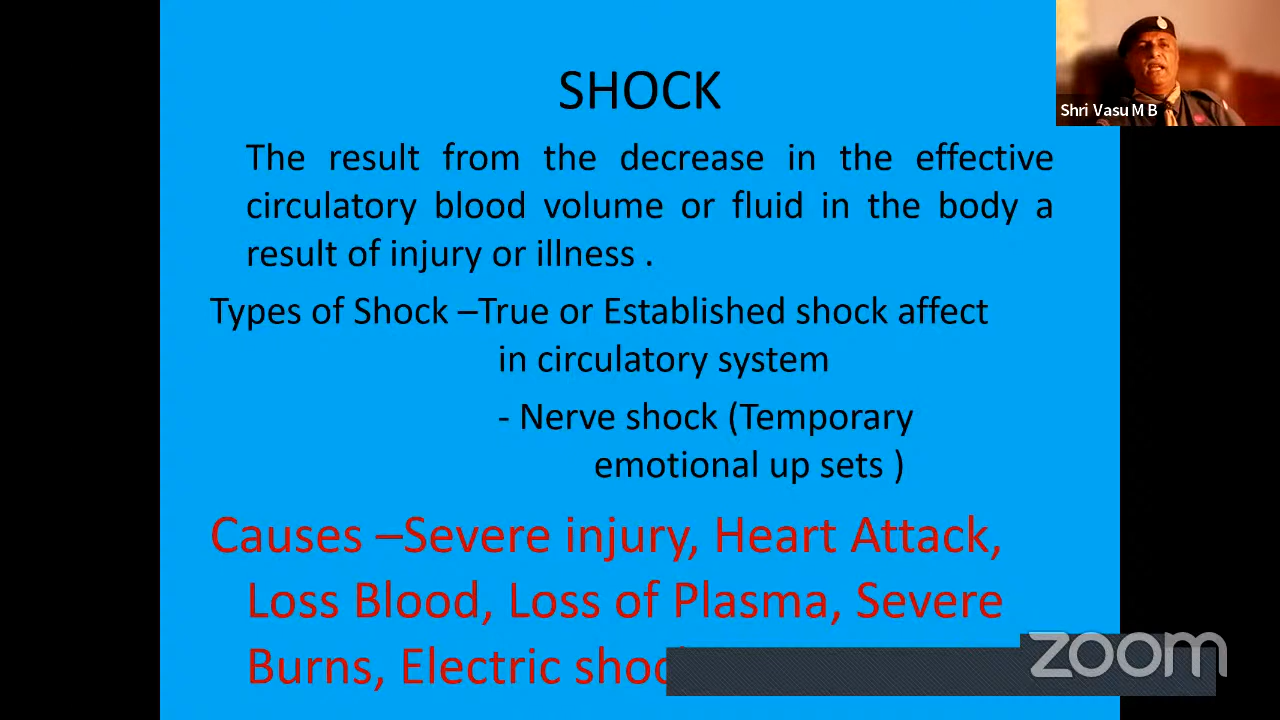 SHOCK
The result from the decrease in the effective
circulatory blood volume or fluid in the body a
result of injury or illness .
Types of Shock –True or Established shock affect
in circulatory system
- Nerve shock (Temporary
emotional up sets )
Causes –Severe injury, Heart Attack,
Loss Blood, Loss of Plasma, Severe
Burns, Electric
Shri Vasu M B
zoom